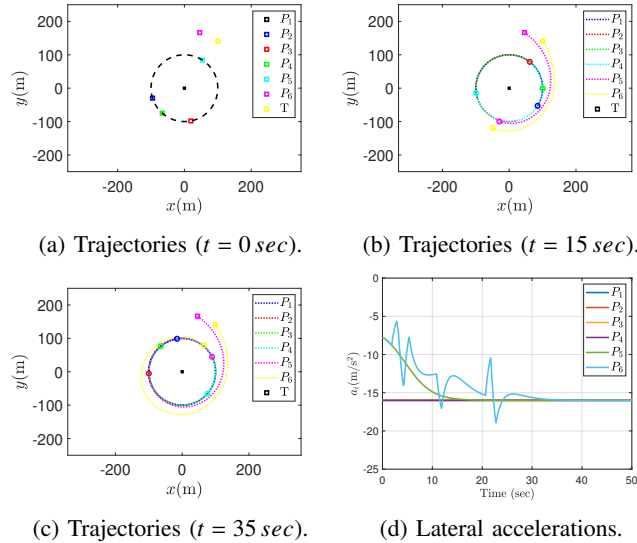 200
100
0
-100
-200
y(m)
-200 0 200
x(m)
P1
P2
P3
P4
P5
P6
T
(a) Trajectories (t = 0 sec).
200
100
0
-100
-200
y(m)
-200 0 200
x(m)
P1
P2
P3
P4
P5
P6
T
(b) Trajectories (t = 15 sec).
200
100
0
-100
-200
y(m)
-200 0 200
x(m)
P1
P2
P3
P4
P5
P6
T
(c) Trajectories (t = 35 sec).
0
-5
-10
-15
-20
-25
ai(m/s²)
0 10 20 30 40 50
Time (sec)
P1
P2
P3
P4
P5
P6
(d) Lateral accelerations.